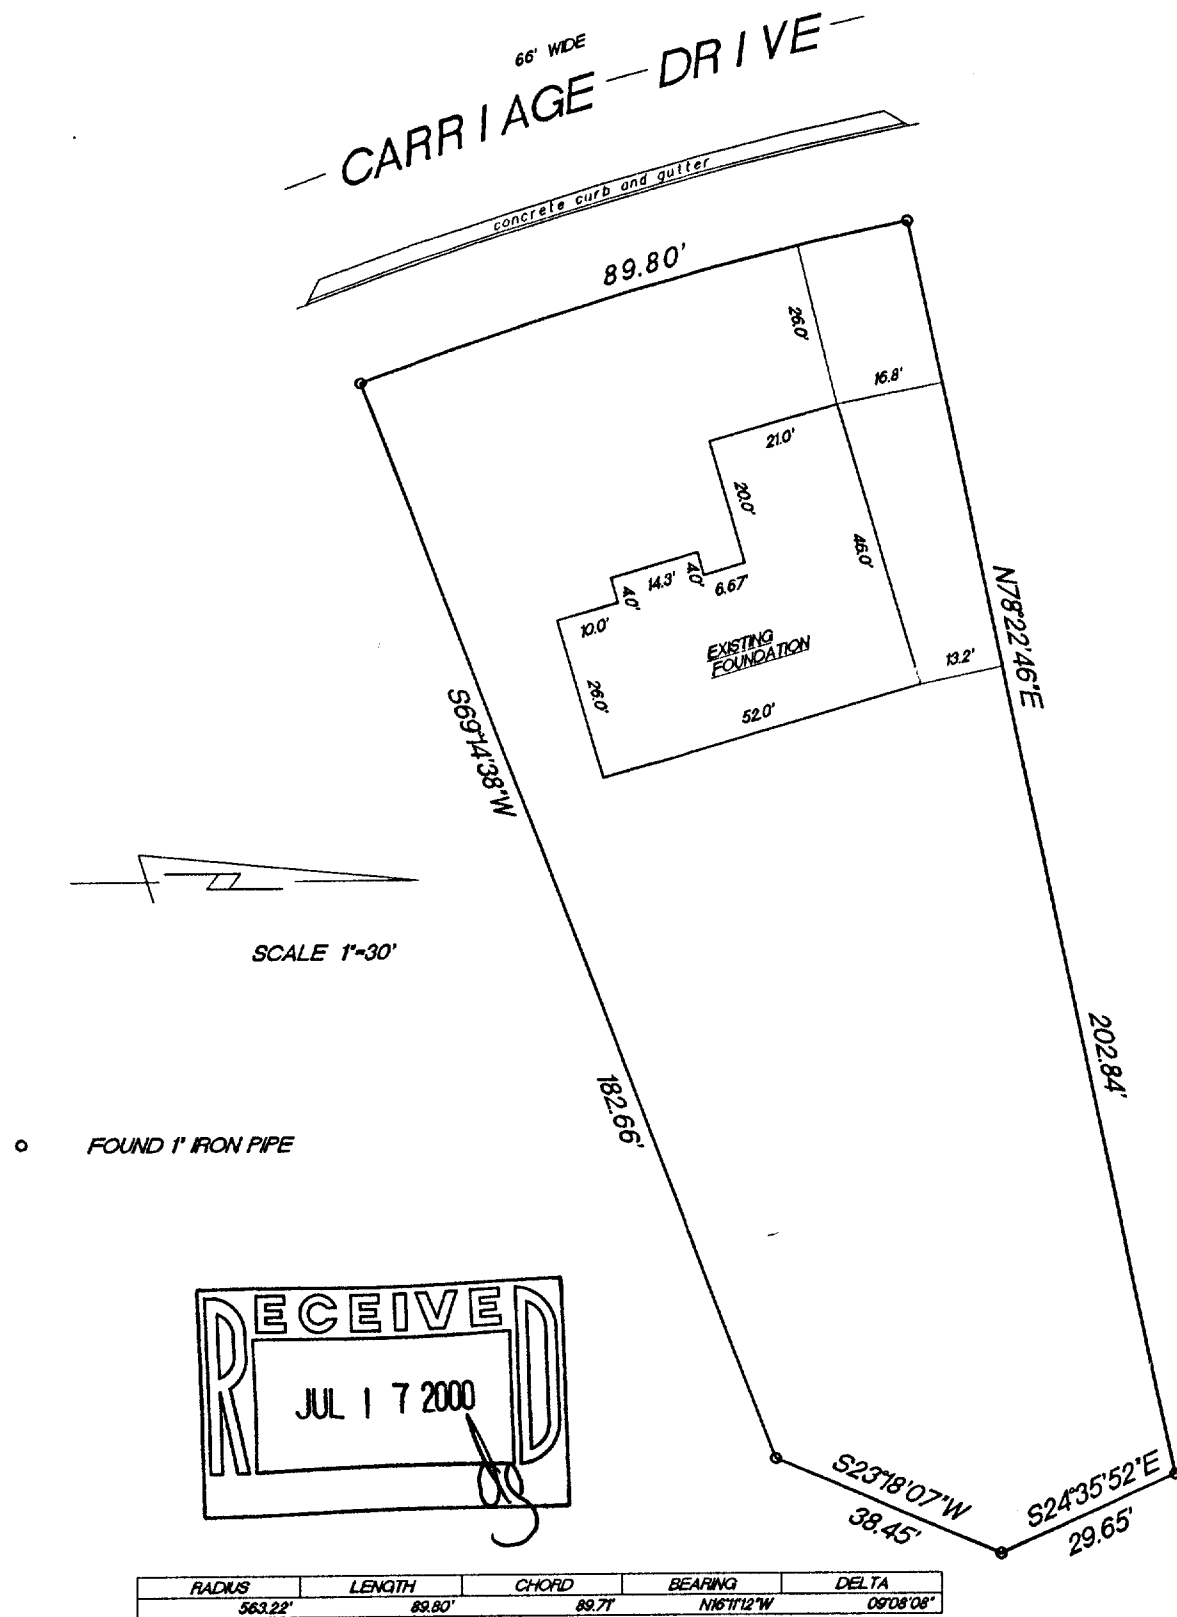 66' WIDE
CARRIAGE DRIVE
concrete curb and gutter
89.80'
26.0'
16.8'
21.0'
20.0'
46.0'
14.3'
4.0'
4.0'
6.67'
10.0'
EXISTING
FOUNDATION
N78°22'46"E
13.2'
26.0'
52.0'
S69°14'38"W
SCALE 1"=30'
202.84'
182.66'
FOUND 1" IRON PIPE
RECEIVED
JUL 17 2000
S23°18'07"W
38.45'
S24°35'52"E
29.65'
RADIUS LENGTH CHORD BEARING DELTA
563.22' 89.80' 89.71' N16°11'12"W 09°08'08"